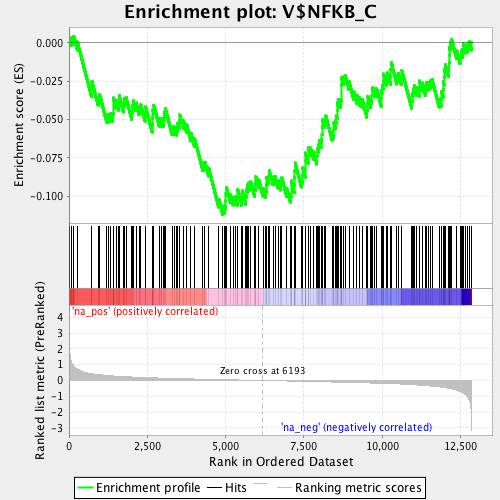 Enrichment plot: V$NFKB_C
Enrichment score (ES)
0.000
-0.025
-0.050
-0.075
-0.100
'na_pos' (positively correlated)
Ranked list metric (PreRanked)
4
3
2
1
0
-1
-2
-3
Zero cross at 6193
'na_neg' (negatively correlated)
0
2,500
5,000
7,500
10,000
12,500
Rank in Ordered Dataset
Enrichment profile
Hits
Ranking metric scores